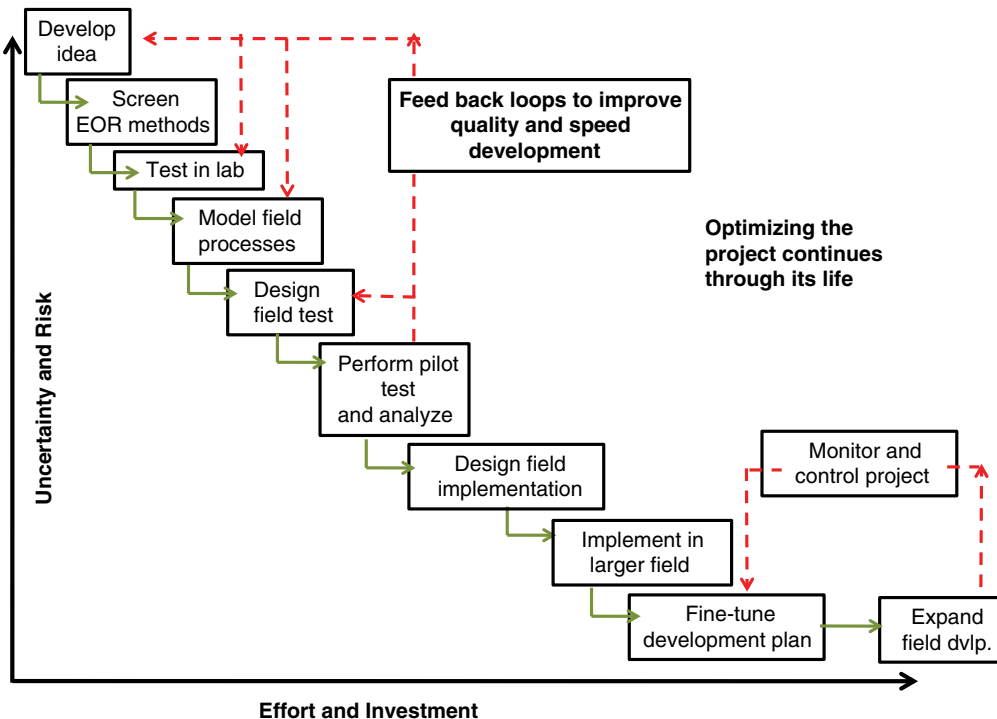 Develop
idea
Screen
EOR methods
Test in lab
Model field
processes
Design
field test
Perform pilot
test
and analyze
Design field
implementation
Implement in
larger field
Fine-tune
development plan
Expand
field dvlp.
Monitor and
control project
Feed back loops to improve
quality and speed
development
Optimizing the
project continues
through its life
Uncertainty and Risk
Effort and Investment